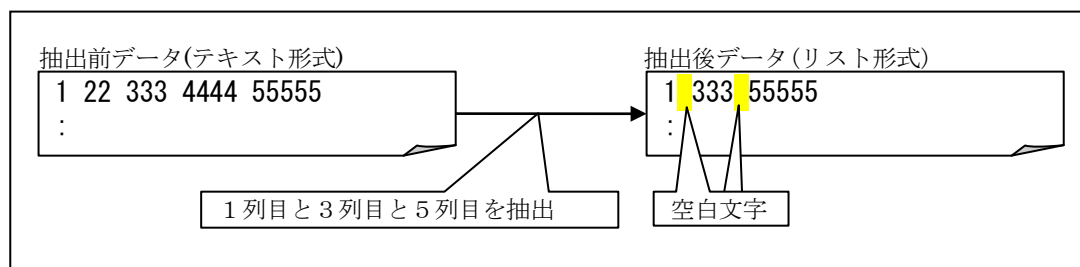 抽出前データ(テキスト形式)
1 22 333 4444 55555
:
抽出後データ(リスト形式)
1 333 55555
:
1列目と3列目と5列目を抽出
空白文字